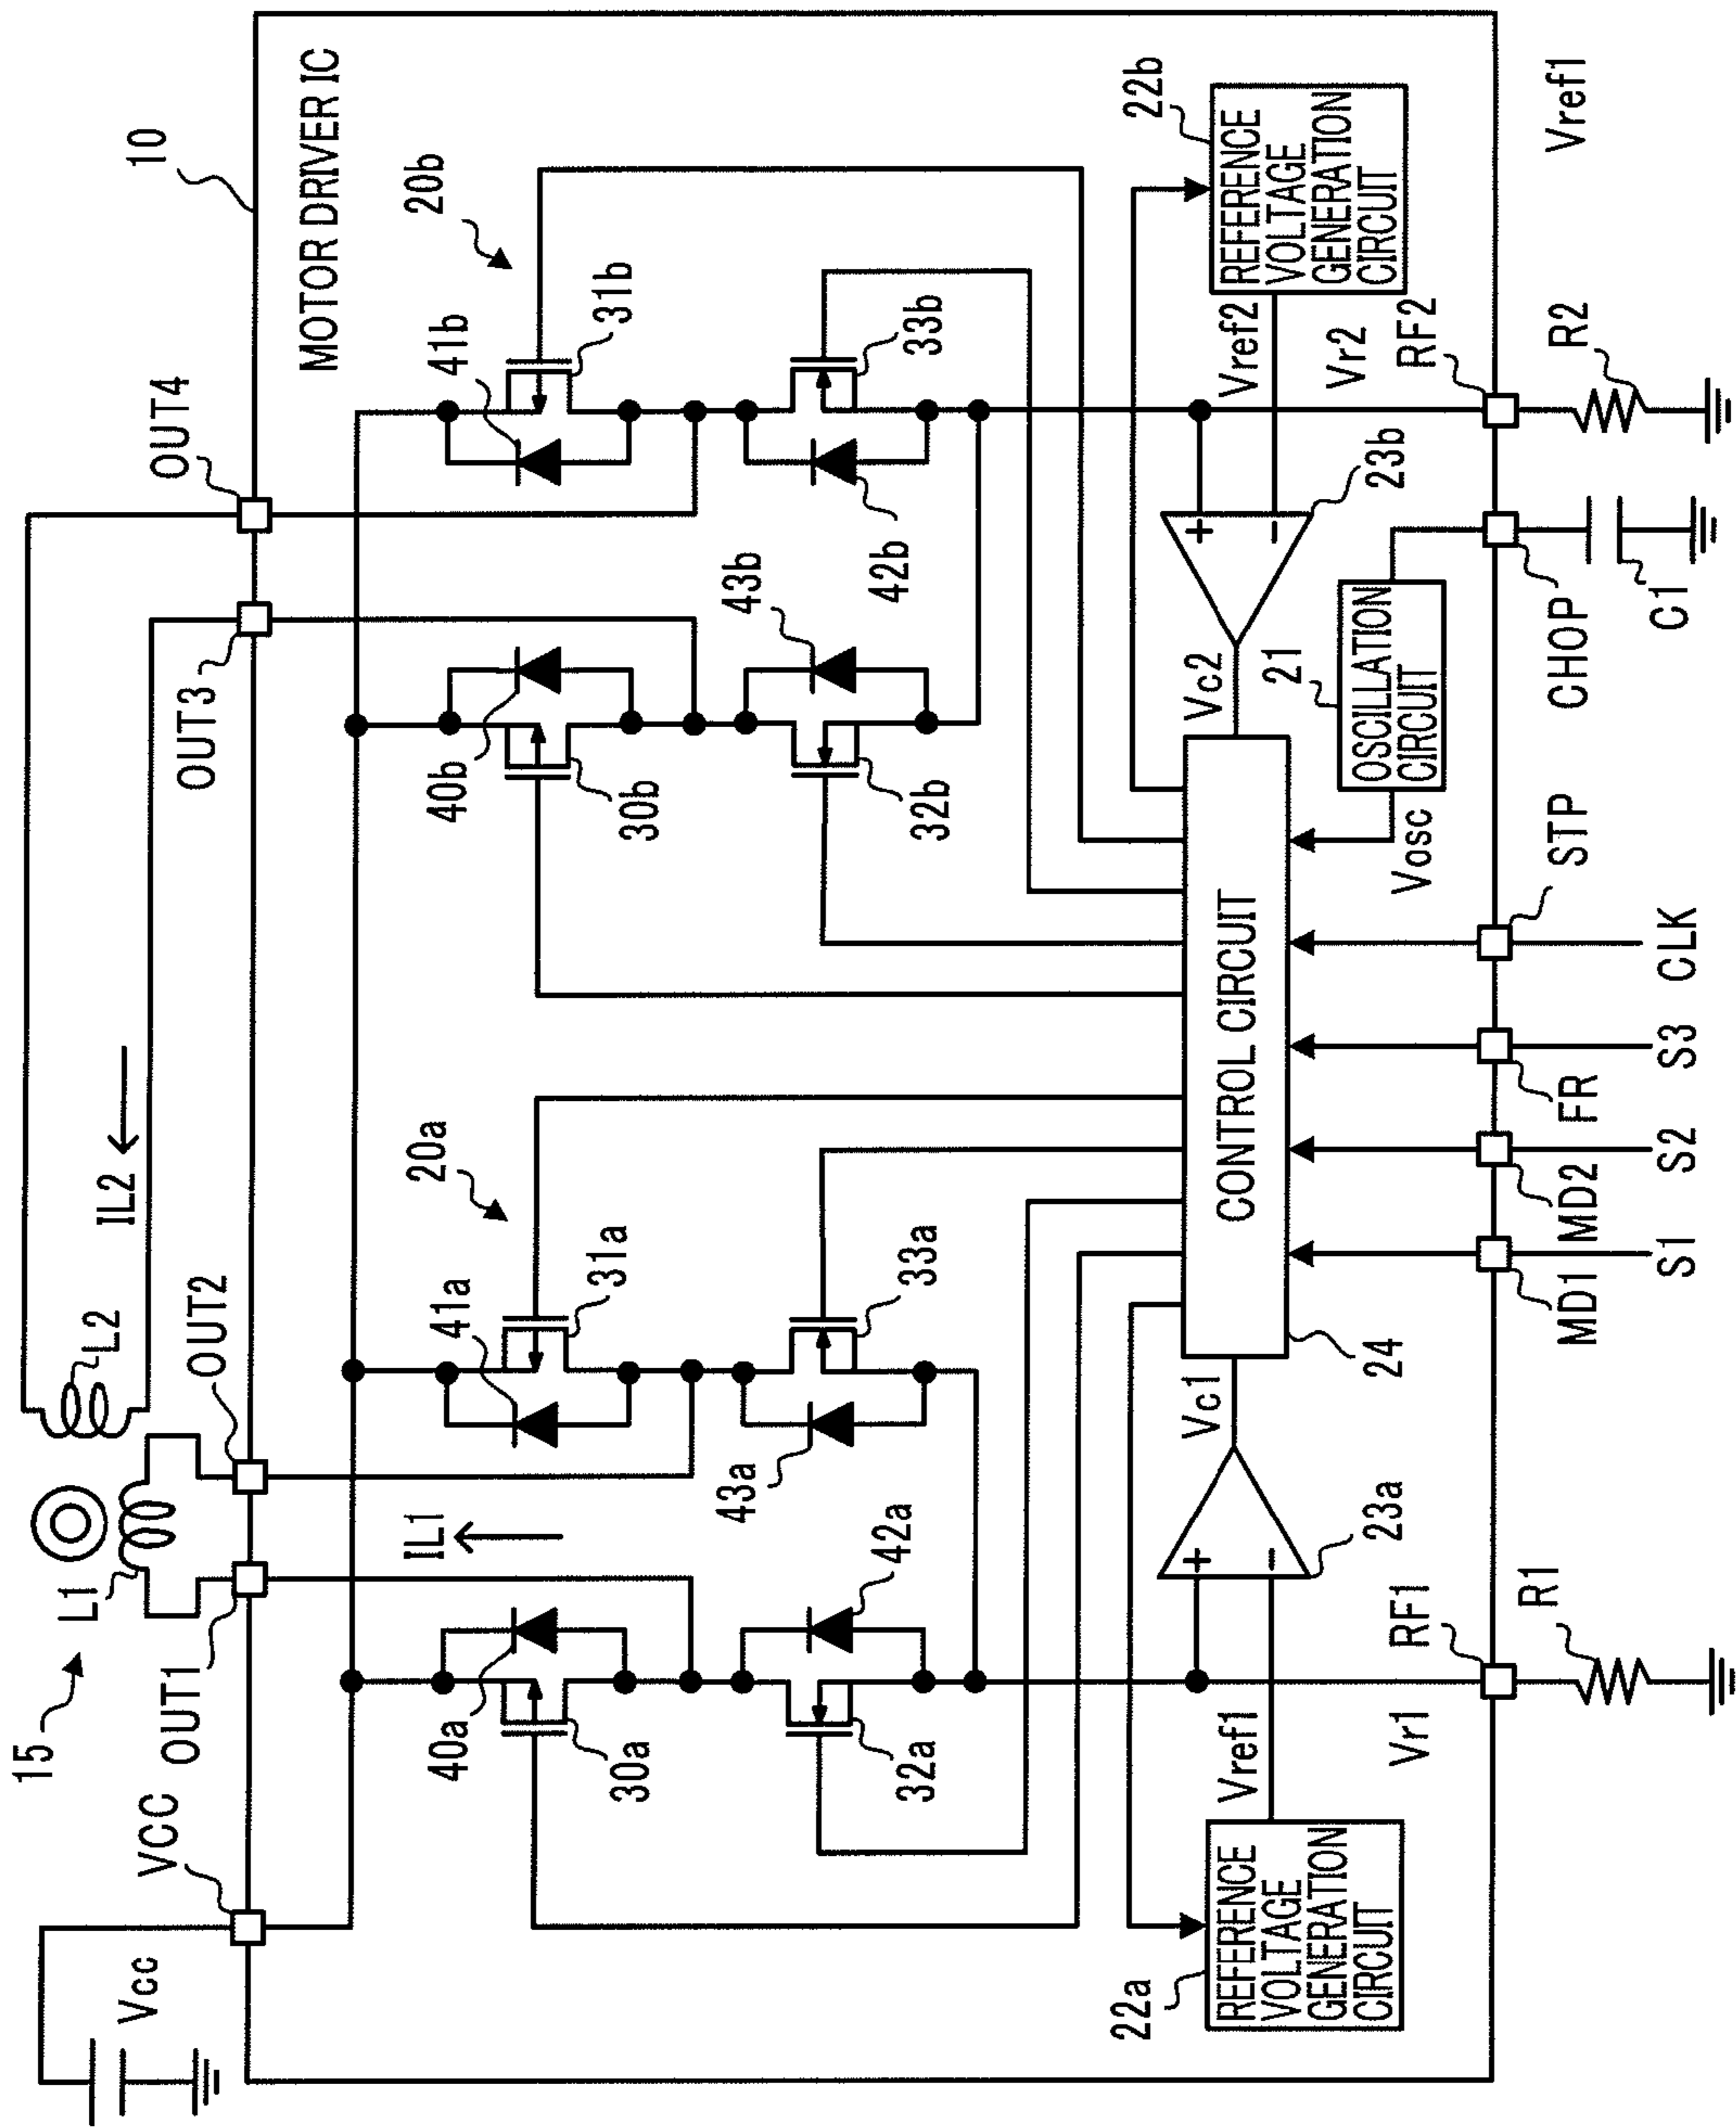 15
L1
L2
IL2
10
Vcc
VCC
OUT1
OUT2
OUT3
OUT4
MOTOR DRIVER IC
IL1
20a
20b
40a
41a
40b
41b
30a
31a
30b
31b
42a
43a
43b
42b
32a
33a
32b
33b
22a
REFERENCE
VOLTAGE
GENERATION
CIRCUIT
Vref1
+
-
23a
Vc1
CONTROL CIRCUIT
24
Vc2
+
-
23b
Vref2
22b
REFERENCE
VOLTAGE
GENERATION
CIRCUIT
21
OSCILLATION
CIRCUIT
Vosc
Vr1
RF1
Vr2
RF2
R1
MD1
MD2
FR
STP
CHOP
C1
R2
S1
S2
S3
CLK
Vref1